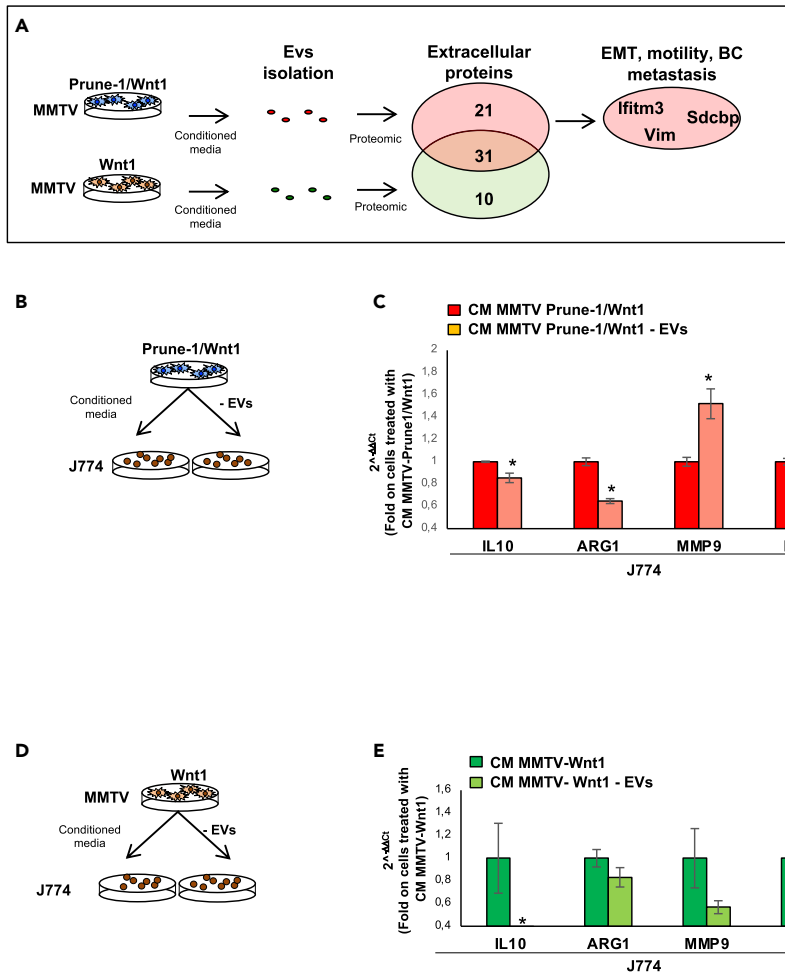 A
Evs
isolation
Extracellular
proteins
EMT, motility, BC
metastasis
Prune-1/Wnt1
MMTV
Conditioned
media
Proteomic
21
31
10
Ifitm3
Sdcbp
Vim
Wnt1
MMTV
Conditioned
media
Proteomic
B
Prune-1/Wnt1
Conditioned
media
- EVs
J774
C
CM MMTV Prune-1/Wnt1
CM MMTV Prune-1/Wnt1 - EVs
2^-ΔΔCt
(Fold on cells treated with
CM MMTV-Prune1/Wnt1)
2
1,8
1,6
1,4
1,2
1
0,8
0,6
0,4
*
*
*
IL10 ARG1 MMP9
J774
D
Wnt1
MMTV
Conditioned
media
- EVs
J774
E
CM MMTV-Wnt1
CM MMTV- Wnt1 - EVs
2^-ΔΔCt
(Fold on cells treated with
CM MMTV-Wnt1)
1,6
1,4
1,2
1
0,8
0,6
0,4
*
IL10 ARG1 MMP9
J774